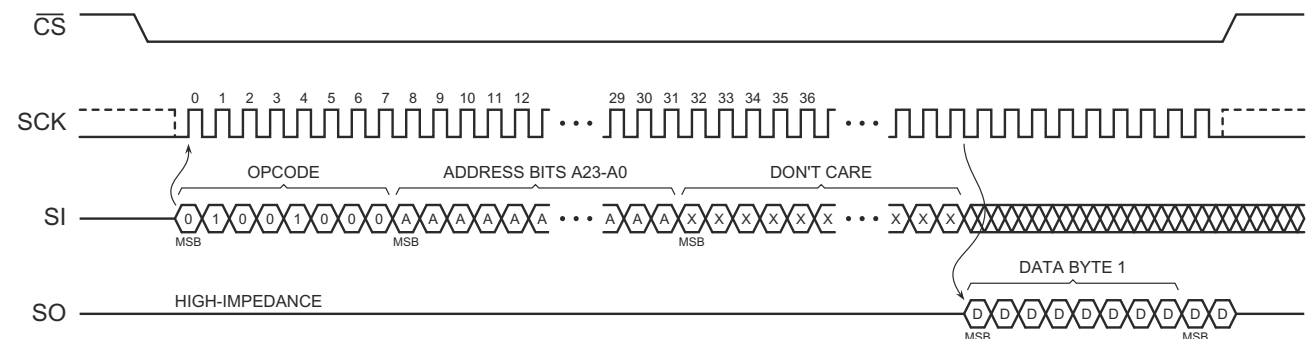 CS
0 1 2 3 4 5 6 7 8 9 10 11 12 29 30 31 32 33 34 35 36
SCK
OPCODE ADDRESS BITS A23-A0 DON'T CARE
SI 0 1 0 0 1 0 0 0 A A A A A A A A A X X X X X X X X X
MSB MSB MSB
DATA BYTE 1
HIGH-IMPEDANCE
SO D D D D D D D D D D
MSB MSB